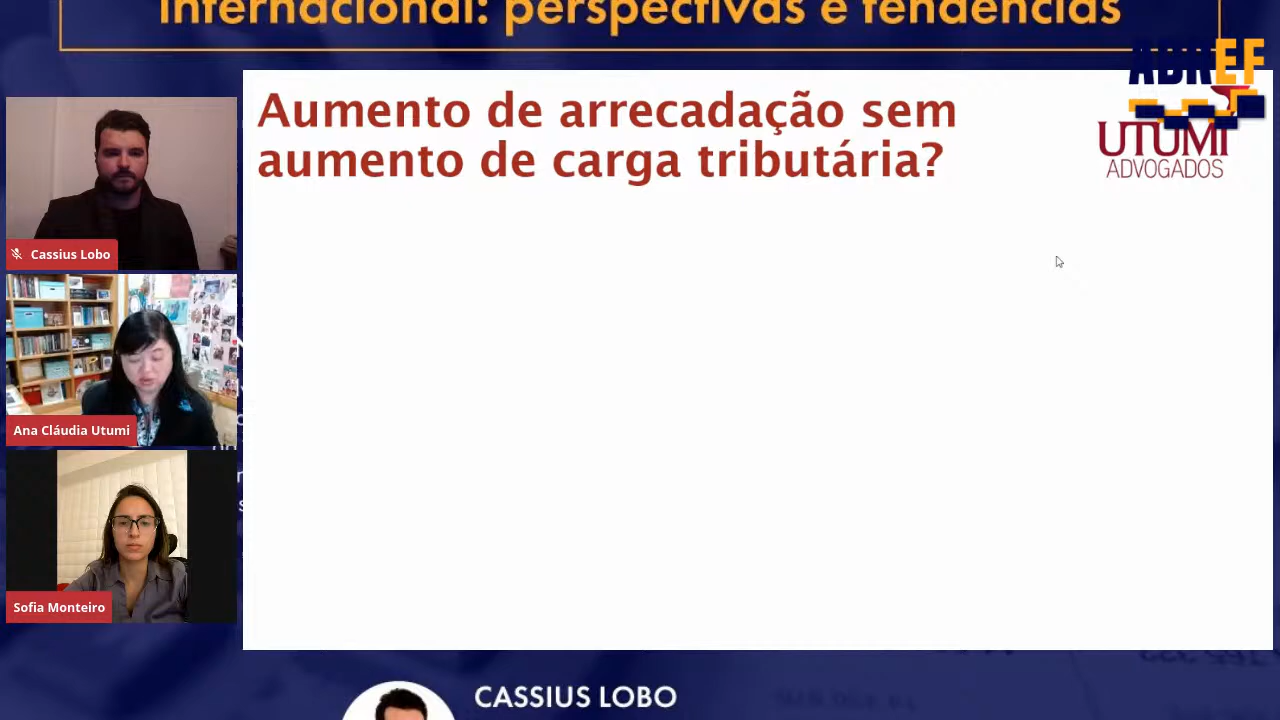 internacional: perspectivas e tendências
ABREF
Aumento de arrecadação sem
aumento de carga tributária?
UTUMI
ADVOGADOS
Cassius Lobo
Ana Cláudia Utumi
Sofia Monteiro
CASSIUS LOBO